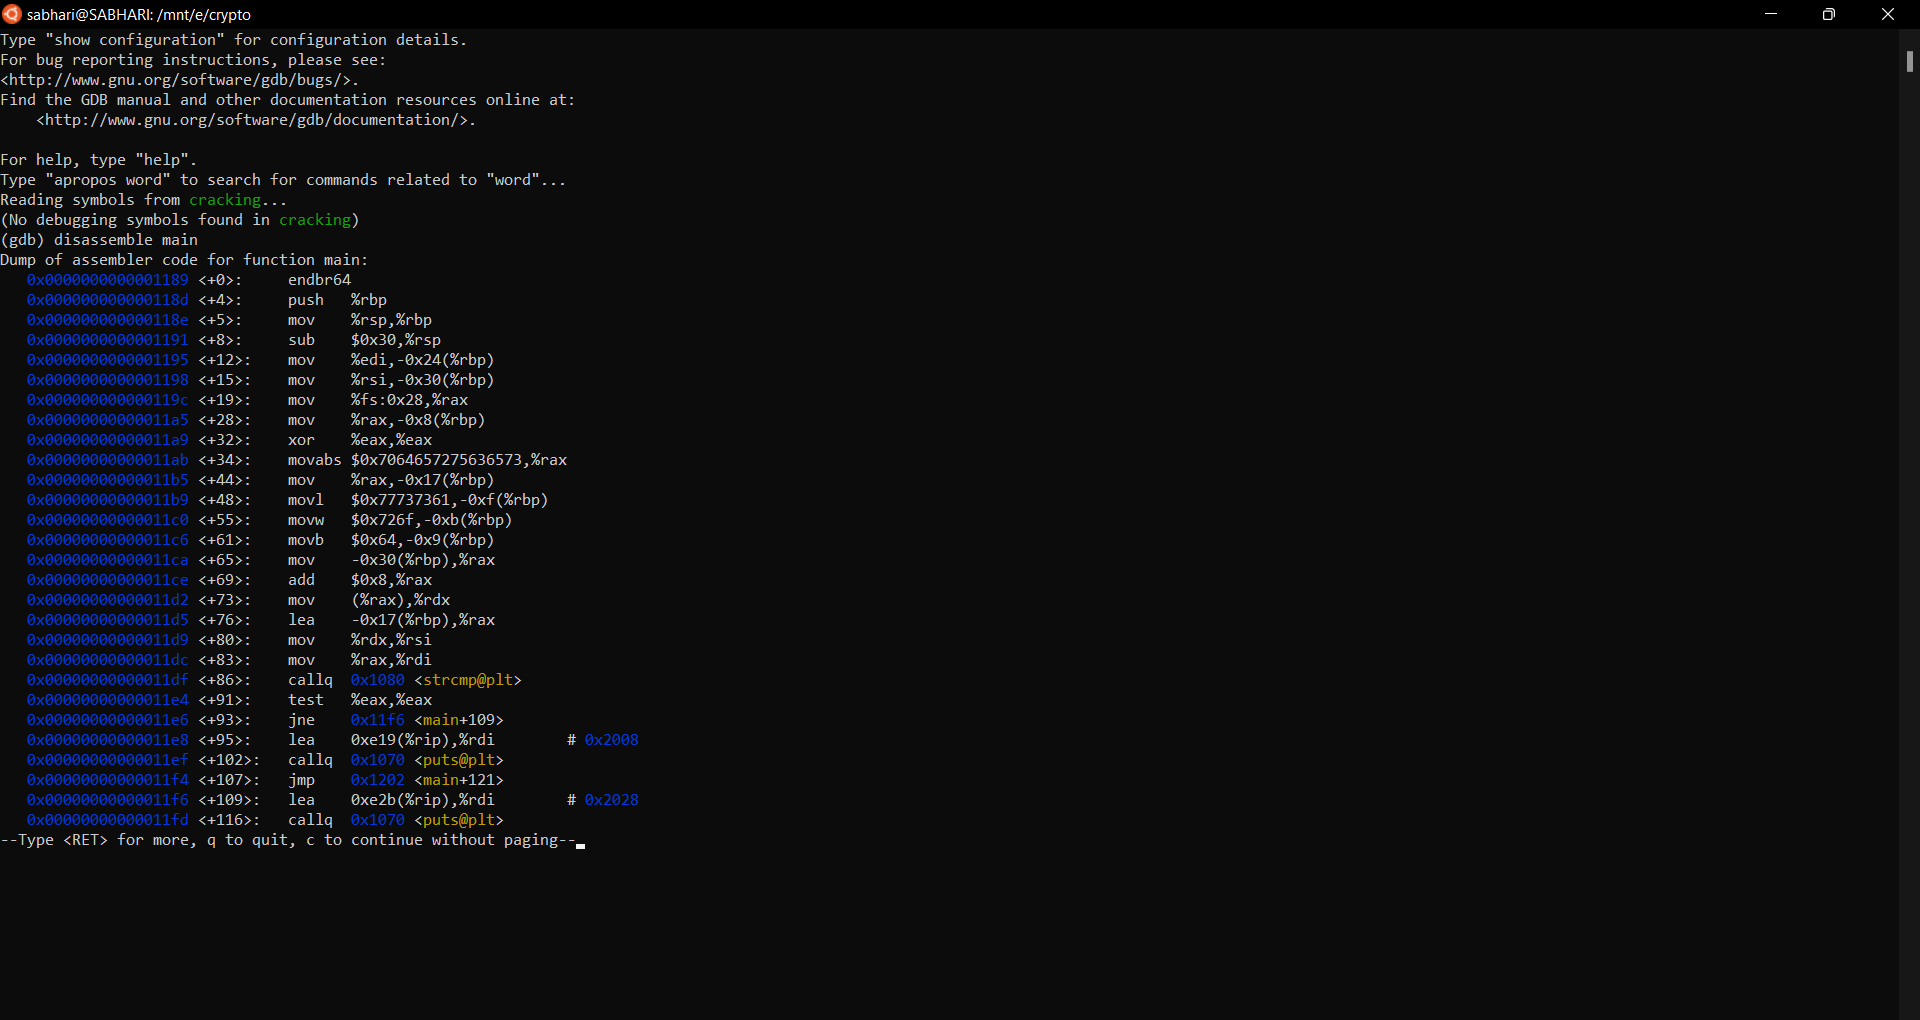 sabhari@SABHARI: /mnt/e/crypto
Type "show configuration" for configuration details.
For bug reporting instructions, please see:
<http://www.gnu.org/software/gdb/bugs/>.
Find the GDB manual and other documentation resources online at:
    <http://www.gnu.org/software/gdb/documentation/>.

For help, type "help".
Type "apropos word" to search for commands related to "word"...
Reading symbols from cracking...
(No debugging symbols found in cracking)
(gdb) disassemble main
Dump of assembler code for function main:
   0x0000000000001189 <+0>:     endbr64
   0x000000000000118d <+4>:     push   %rbp
   0x000000000000118e <+5>:     mov    %rsp,%rbp
   0x0000000000001191 <+8>:     sub    $0x30,%rsp
   0x0000000000001195 <+12>:    mov    %edi,-0x24(%rbp)
   0x0000000000001198 <+15>:    mov    %rsi,-0x30(%rbp)
   0x000000000000119c <+19>:    mov    %fs:0x28,%rax
   0x00000000000011a5 <+28>:    mov    %rax,-0x8(%rbp)
   0x00000000000011a9 <+32>:    xor    %eax,%eax
   0x00000000000011ab <+34>:    movabs $0x7064657275636573,%rax
   0x00000000000011b5 <+44>:    mov    %rax,-0x17(%rbp)
   0x00000000000011b9 <+48>:    movl   $0x77737361,-0xf(%rbp)
   0x00000000000011c0 <+55>:    movw   $0x726f,-0xb(%rbp)
   0x00000000000011c6 <+61>:    movb   $0x64,-0x9(%rbp)
   0x00000000000011ca <+65>:    mov    -0x30(%rbp),%rax
   0x00000000000011ce <+69>:    add    $0x8,%rax
   0x00000000000011d2 <+73>:    mov    (%rax),%rdx
   0x00000000000011d5 <+76>:    lea    -0x17(%rbp),%rax
   0x00000000000011d9 <+80>:    mov    %rdx,%rsi
   0x00000000000011dc <+83>:    mov    %rax,%rdi
   0x00000000000011df <+86>:    callq  0x1080 <strcmp@plt>
   0x00000000000011e4 <+91>:    test   %eax,%eax
   0x00000000000011e6 <+93>:    jne    0x11f6 <main+109>
   0x00000000000011e8 <+95>:    lea    0xe19(%rip),%rdi        # 0x2008
   0x00000000000011ef <+102>:   callq  0x1070 <puts@plt>
   0x00000000000011f4 <+107>:   jmp    0x1202 <main+121>
   0x00000000000011f6 <+109>:   lea    0xe2b(%rip),%rdi        # 0x2028
   0x00000000000011fd <+116>:   callq  0x1070 <puts@plt>
--Type <RET> for more, q to quit, c to continue without paging--